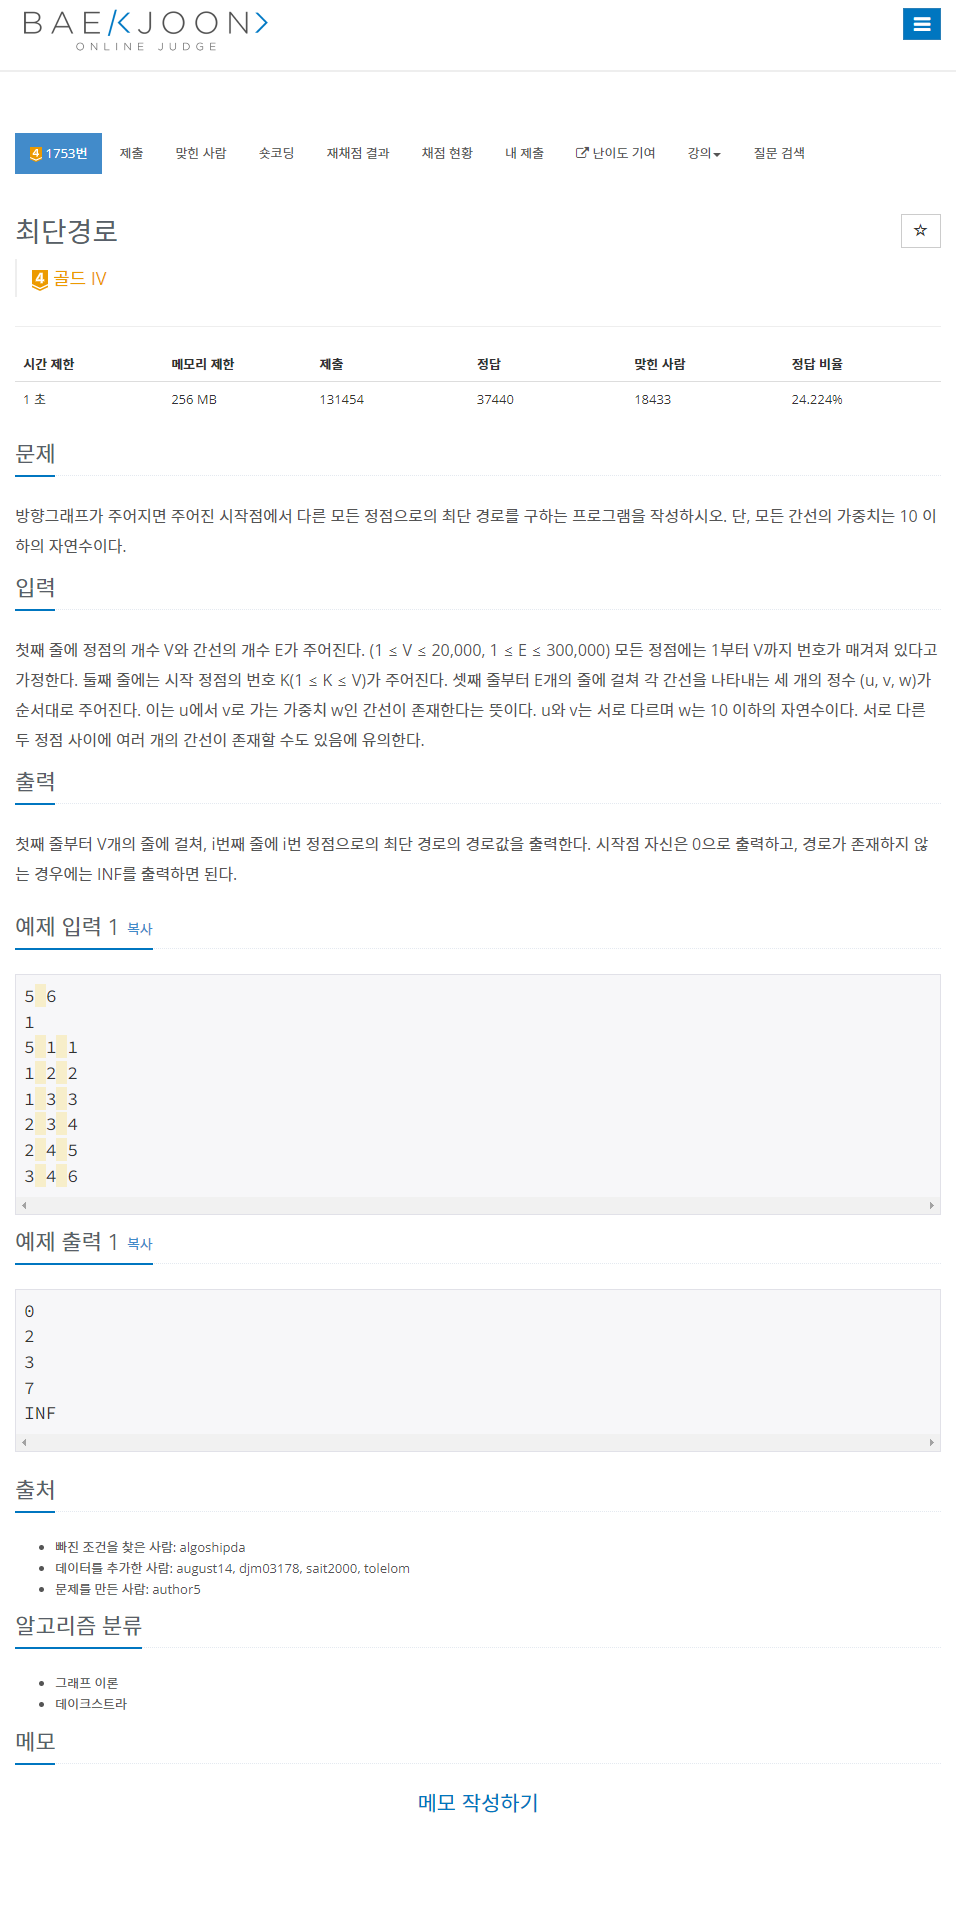 BAEKJOON>
ONLINE JUDGE
4 1753번 제출 맞힌 사람 숏코딩 재채점 결과 채점 현황 내 제출 난이도 기여 강의 질문 검색
최단경로
☆
4 골드 IV
시간 제한 메모리 제한 제출 정답 맞힌 사람 정답 비율
1 초 256 MB 131454 37440 18433 24.224%
문제
방향그래프가 주어지면 주어진 시작점에서 다른 모든 정점으로의 최단 경로를 구하는 프로그램을 작성하시오. 단, 모든 간선의 가중치는 10 이
하의 자연수이다.
입력
첫째 줄에 정점의 개수 V와 간선의 개수 E가 주어진다. (1 ≤ V ≤ 20,000, 1 ≤ E ≤ 300,000) 모든 정점에는 1부터 V까지 번호가 매겨져 있다고
가정한다. 둘째 줄에는 시작 정점의 번호 K(1 ≤ K ≤ V)가 주어진다. 셋째 줄부터 E개의 줄에 걸쳐 각 간선을 나타내는 세 개의 정수 (u, v, w)가
순서대로 주어진다. 이는 u에서 v로 가는 가중치 w인 간선이 존재한다는 뜻이다. u와 v는 서로 다르며 w는 10 이하의 자연수이다. 서로 다른
두 정점 사이에 여러 개의 간선이 존재할 수도 있음에 유의한다.
출력
첫째 줄부터 V개의 줄에 걸쳐, i번째 줄에 i번 정점으로의 최단 경로의 경로값을 출력한다. 시작점 자신은 0으로 출력하고, 경로가 존재하지 않
는 경우에는 INF를 출력하면 된다.
예제 입력 1 복사
5 6
1
5 1 1
1 2 2
1 3 3
2 3 4
2 4 5
3 4 6
예제 출력 1 복사
0
2
3
7
INF
출처
빠진 조건을 찾은 사람: algoshipda
데이터를 추가한 사람: august14, djm03178, sait2000, tolelom
문제를 만든 사람: author5
알고리즘 분류
그래프 이론
데이크스트라
메모
메모 작성하기